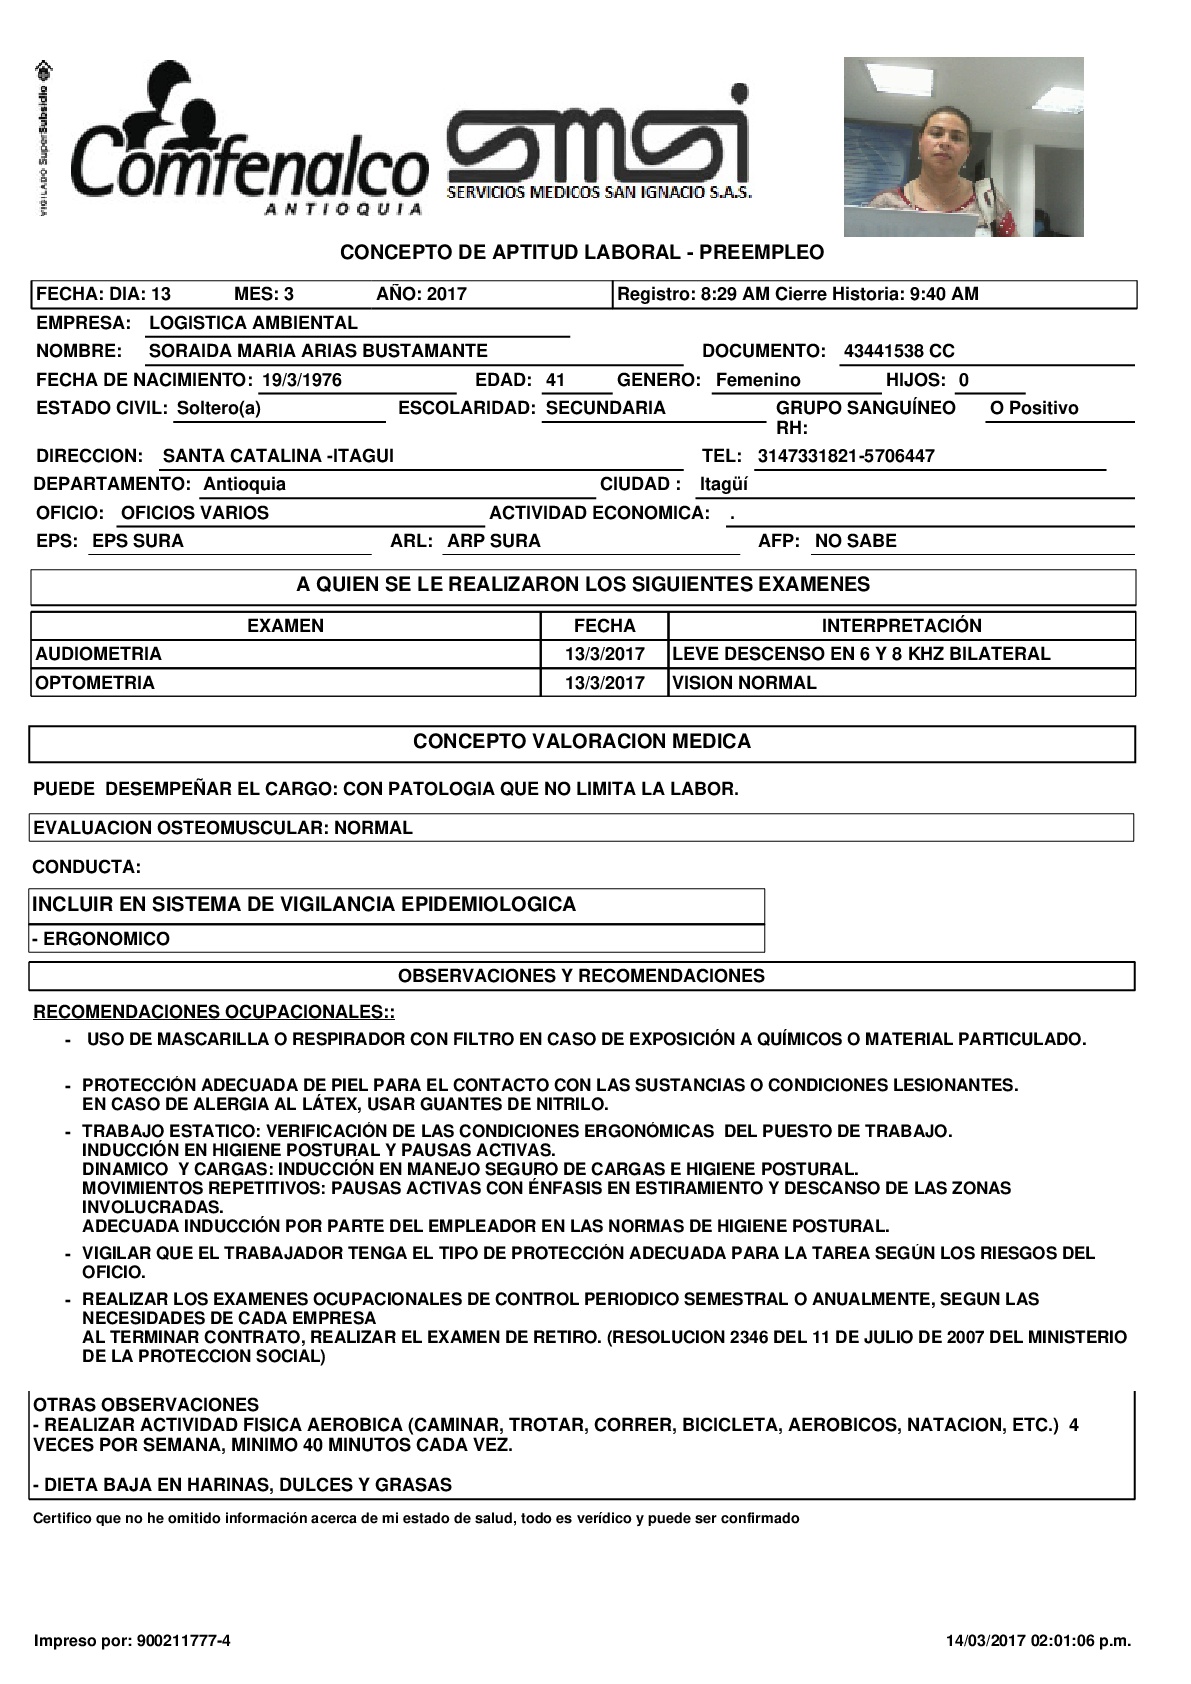 VIGILADO SuperSubsidio
Comfenalco
ANTIOQUIA
smsi
SERVICIOS MEDICOS SAN IGNACIO S.A.S.
CONCEPTO DE APTITUD LABORAL - PREEMPLEO
FECHA: DIA: 13 MES: 3 AÑO: 2017 Registro: 8:29 AM Cierre Historia: 9:40 AM
EMPRESA: LOGISTICA AMBIENTAL
NOMBRE: SORAIDA MARIA ARIAS BUSTAMANTE DOCUMENTO: 43441538 CC
FECHA DE NACIMIENTO: 19/3/1976 EDAD: 41 GENERO: Femenino HIJOS: 0
ESTADO CIVIL: Soltero(a) ESCOLARIDAD: SECUNDARIA GRUPO SANGUÍNEO O Positivo
RH:
DIRECCION: SANTA CATALINA -ITAGUI TEL: 3147331821-5706447
DEPARTAMENTO: Antioquia CIUDAD : Itagüí
OFICIO: OFICIOS VARIOS ACTIVIDAD ECONOMICA: .
EPS: EPS SURA ARL: ARP SURA AFP: NO SABE
A QUIEN SE LE REALIZARON LOS SIGUIENTES EXAMENES
EXAMEN FECHA INTERPRETACIÓN
AUDIOMETRIA 13/3/2017 LEVE DESCENSO EN 6 Y 8 KHZ BILATERAL
OPTOMETRIA 13/3/2017 VISION NORMAL
CONCEPTO VALORACION MEDICA
PUEDE DESEMPEÑAR EL CARGO: CON PATOLOGIA QUE NO LIMITA LA LABOR.
EVALUACION OSTEOMUSCULAR: NORMAL
CONDUCTA:
INCLUIR EN SISTEMA DE VIGILANCIA EPIDEMIOLOGICA
- ERGONOMICO
OBSERVACIONES Y RECOMENDACIONES
RECOMENDACIONES OCUPACIONALES::
- USO DE MASCARILLA O RESPIRADOR CON FILTRO EN CASO DE EXPOSICIÓN A QUÍMICOS O MATERIAL PARTICULADO.
- PROTECCIÓN ADECUADA DE PIEL PARA EL CONTACTO CON LAS SUSTANCIAS O CONDICIONES LESIONANTES.
EN CASO DE ALERGIA AL LÁTEX, USAR GUANTES DE NITRILO.
- TRABAJO ESTATICO: VERIFICACIÓN DE LAS CONDICIONES ERGONÓMICAS DEL PUESTO DE TRABAJO.
INDUCCIÓN EN HIGIENE POSTURAL Y PAUSAS ACTIVAS.
DINAMICO Y CARGAS: INDUCCIÓN EN MANEJO SEGURO DE CARGAS E HIGIENE POSTURAL.
MOVIMIENTOS REPETITIVOS: PAUSAS ACTIVAS CON ÉNFASIS EN ESTIRAMIENTO Y DESCANSO DE LAS ZONAS
INVOLUCRADAS.
ADECUADA INDUCCIÓN POR PARTE DEL EMPLEADOR EN LAS NORMAS DE HIGIENE POSTURAL.
- VIGILAR QUE EL TRABAJADOR TENGA EL TIPO DE PROTECCIÓN ADECUADA PARA LA TAREA SEGÚN LOS RIESGOS DEL
OFICIO.
- REALIZAR LOS EXAMENES OCUPACIONALES DE CONTROL PERIODICO SEMESTRAL O ANUALMENTE, SEGUN LAS
NECESIDADES DE CADA EMPRESA
AL TERMINAR CONTRATO, REALIZAR EL EXAMEN DE RETIRO. (RESOLUCION 2346 DEL 11 DE JULIO DE 2007 DEL MINISTERIO
DE LA PROTECCION SOCIAL)
OTRAS OBSERVACIONES
- REALIZAR ACTIVIDAD FISICA AEROBICA (CAMINAR, TROTAR, CORRER, BICICLETA, AEROBICOS, NATACION, ETC.) 4
VECES POR SEMANA, MINIMO 40 MINUTOS CADA VEZ.
- DIETA BAJA EN HARINAS, DULCES Y GRASAS
Certifico que no he omitido información acerca de mi estado de salud, todo es verídico y puede ser confirmado
Impreso por: 900211777-4 14/03/2017 02:01:06 p.m.